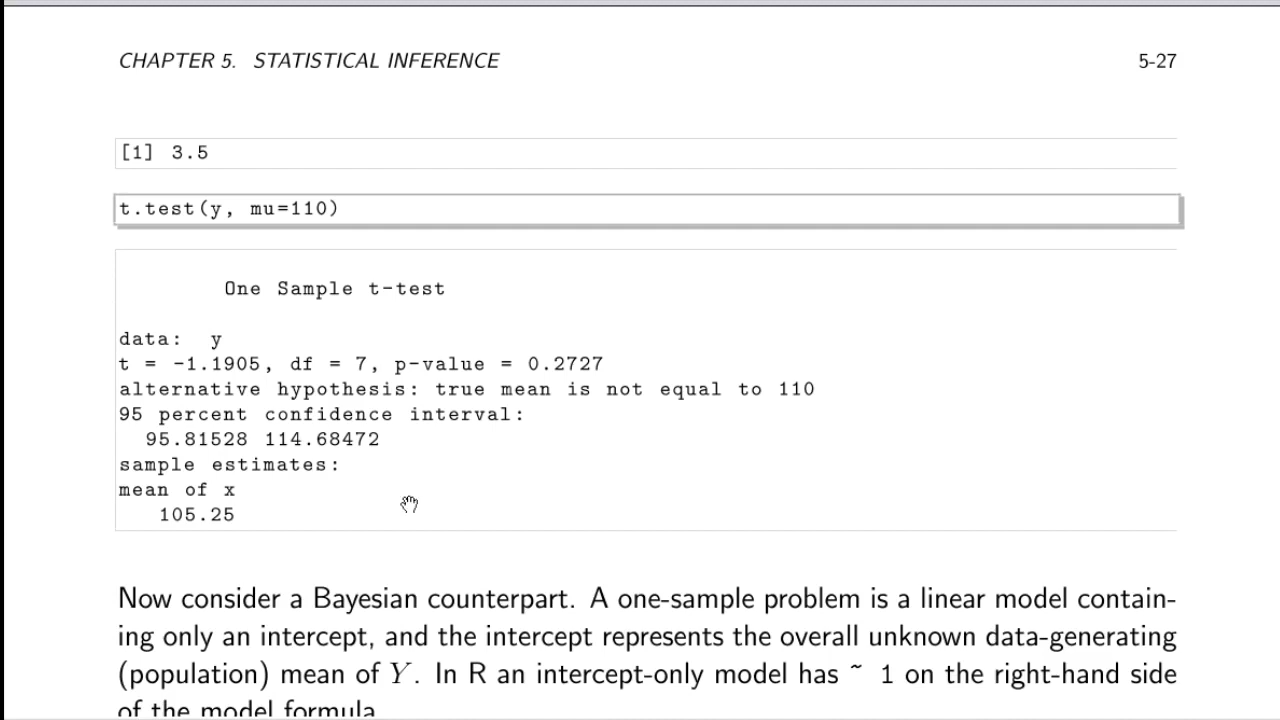 CHAPTER 5. STATISTICAL INFERENCE 5-27
[1] 3.5
t.test(y, mu=110)
One Sample t-test
data: y
t = -1.1905, df = 7, p-value = 0.2727
alternative hypothesis: true mean is not equal to 110
95 percent confidence interval:
95.81528 114.68472
sample estimates:
mean of x
105.25
Now consider a Bayesian counterpart. A one-sample problem is a linear model contain-
ing only an intercept, and the intercept represents the overall unknown data-generating
(population) mean of Y. In R an intercept-only model has ~ 1 on the right-hand side
of the model formula